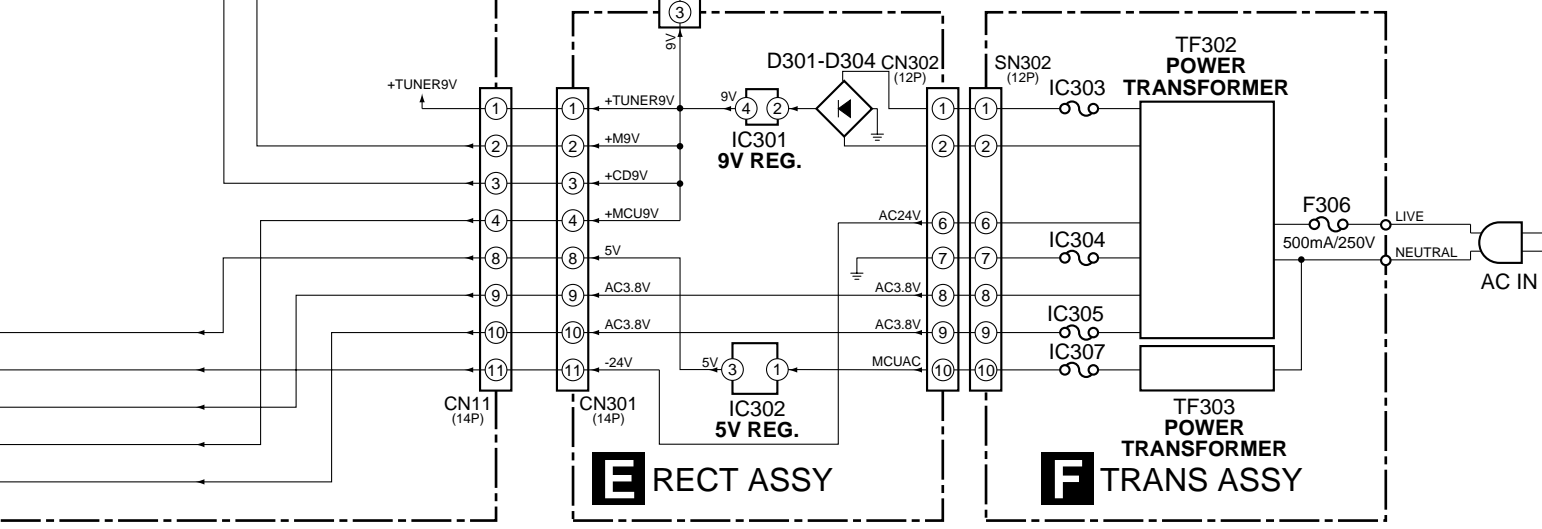 3
9V
D301-D304
CN302
(12P)
SN302
(12P)
TF302
POWER
TRANSFORMER
+TUNER9V
IC303
1
1
+TUNER9V
9V
4
2
1
1
IC301
9V REG.
2
2
+M9V
2
2
3
3
+CD9V
4
4
+MCU9V
AC24V
6
6
F306
LIVE
500mA/250V
IC304
8
8
5V
7
7
NEUTRAL
AC IN
9
9
AC3.8V
AC3.8V
8
8
IC305
10
10
AC3.8V
AC3.8V
9
9
IC307
11
11
-24V
5V
3
1
MCUAC
10
10
CN11
(14P)
CN301
(14P)
IC302
5V REG.
TF303
POWER
TRANSFORMER
E RECT ASSY
F TRANS ASSY